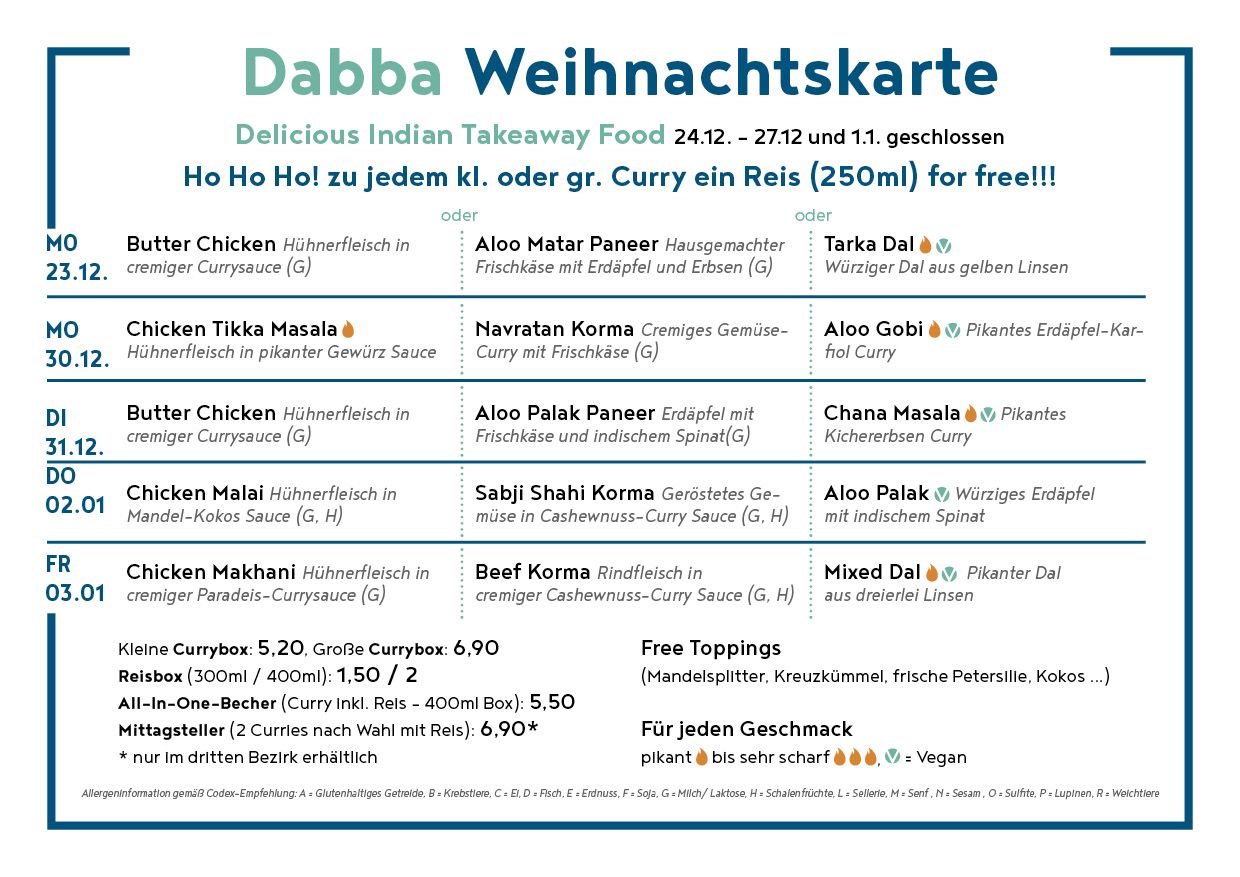 Dabba Weihnachtskarte
Delicious Indian Takeaway Food 24.12. – 27.12 und 1.1. geschlossen
Ho Ho Ho! zu jedem kl. oder gr. Curry ein Reis (250ml) for free!!!
oder oder
MO
23.12.
Butter Chicken Hühnerfleisch in
cremiger Currysauce (G)
Aloo Matar Paneer Hausgemachter
Frischkäse mit Erdäpfel und Erbsen (G)
Tarka Dal
Würziger Dal aus gelben Linsen
MO
30.12.
Chicken Tikka Masala
Hühnerfleisch in pikanter Gewürz Sauce
Navratan Korma Cremiges Gemüse-
Curry mit Frischkäse (G)
Aloo Gobi V Pikantes Erdäpfel-Kar-
fiol Curry
DI
31.12.
Butter Chicken Hühnerfleisch in
cremiger Currysauce (G)
Aloo Palak Paneer Erdäpfel mit
Frischkäse und indischem Spinat(G)
Chana Masala V Pikantes
Kichererbsen Curry
DO
02.01
Chicken Malai Hühnerfleisch in
Mandel-Kokos Sauce (G, H)
Sabji Shahi Korma Geröstetes Ge-
müse in Cashewnuss-Curry Sauce (G, H)
Aloo Palak V Würziges Erdäpfel
mit indischem Spinat
FR
03.01
Chicken Makhani Hühnerfleisch in
cremiger Paradeis-Currysauce (G)
Beef Korma Rindfleisch in
cremiger Cashewnuss-Curry Sauce (G, H)
Mixed Dal V Pikanter Dal
aus dreierlei Linsen
Kleine Currybox: 5,20, Große Currybox: 6,90
Reisbox (300ml / 400ml): 1,50 / 2
All-In-One-Becher (Curry inkl. Reis - 400ml Box): 5,50
Mittagsteller (2 Curries nach Wahl mit Reis): 6,90*
* nur im dritten Bezirk erhältlich
Free Toppings
(Mandelsplitter, Kreuzkümmel, frische Petersilie, Kokos ...)
Für jeden Geschmack
pikant bis sehr scharf , V = Vegan
Allergeninformation gemäß Codex-Empfehlung: A = Glutenhaltiges Getreide, B = Krebstiere, C = Ei, D = Fisch, E = Erdnuss, F = Soja, G = Milch/ Laktose, H = Schalenfrüchte, L = Sellerie, M = Senf , N = Sesam , O = Sulfite, P = Lupinen, R = Weichtiere